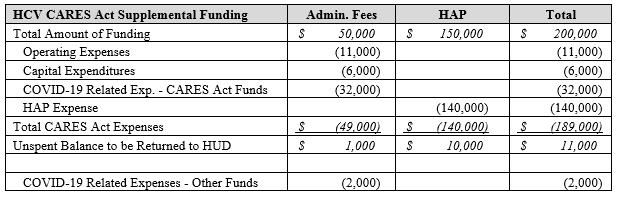 HCV CARES Act Supplemental Funding Admin. Fees HAP Total
Total Amount of Funding $ 50,000 $ 150,000 $ 200,000
Operating Expenses (11,000) (11,000)
Capital Expenditures (6,000) (6,000)
COVID-19 Related Exp. - CARES Act Funds (32,000) (32,000)
HAP Expense (140,000) (140,000)
Total CARES Act Expenses $ (49,000) $ (140,000) $ (189,000)
Unspent Balance to be Returned to HUD $ 1,000 $ 10,000 $ 11,000
COVID-19 Related Expenses - Other Funds (2,000) (2,000)